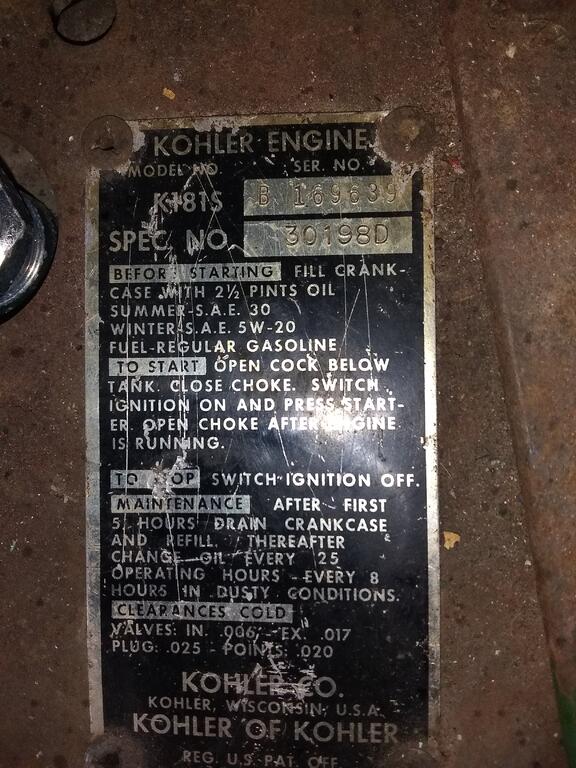 KOHLER ENGINE
MODEL NO. SER. NO.
K181S B 169639
SPEC. NO. 30198D
BEFORE STARTING FILL CRANK-
CASE WITH 2½ PINTS OIL
SUMMER-S.A.E. 30
WINTER-S.A.E. 5W-20
FUEL-REGULAR GASOLINE
TO START OPEN COCK BELOW
TANK. CLOSE CHOKE. SWITCH
IGNITION ON AND PRESS START-
ER. OPEN CHOKE AFTER ENGINE
IS RUNNING.
TO STOP SWITCH IGNITION OFF.
MAINTENANCE AFTER FIRST
5 HOURS DRAIN CRANKCASE
AND REFILL. THEREAFTER
CHANGE OIL EVERY 25
OPERATING HOURS - EVERY 8
HOURS IN DUSTY CONDITIONS.
CLEARANCES COLD
VALVES: IN. .006, EX. .017
PLUG: .025 - POINTS: .020
KOHLER CO.
KOHLER, WISCONSIN, U.S.A.
KOHLER OF KOHLER
REG. U.S. PAT. OFF.